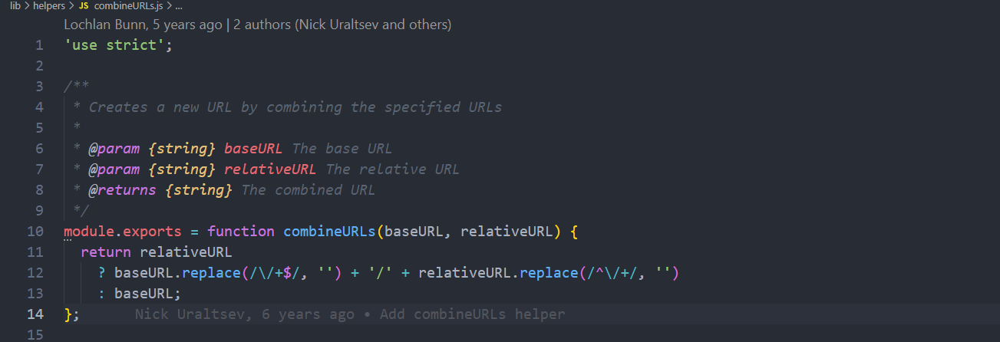 lib > helpers > JS combineURLs.js > ...
Lochlan Bunn, 5 years ago | 2 authors (Nick Uraltsev and others)
1 'use strict';
2
3 /**
4 * Creates a new URL by combining the specified URLs
5 *
6 * @param {string} baseURL The base URL
7 * @param {string} relativeURL The relative URL
8 * @returns {string} The combined URL
9 */
10 module.exports = function combineURLs(baseURL, relativeURL) {
11 return relativeURL
12 ? baseURL.replace(/\/+$/, '') + '/' + relativeURL.replace(/^\/+/, '')
13 : baseURL;
14 }; Nick Uraltsev, 6 years ago • Add combineURLs helper
15